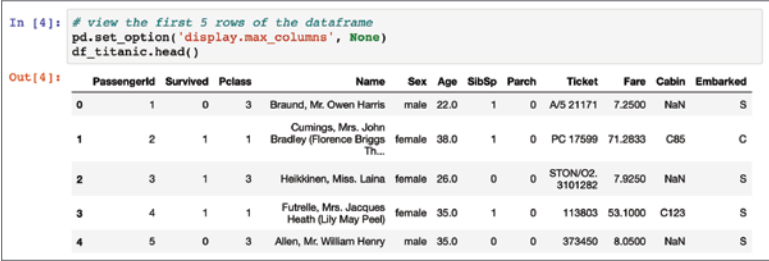 In [4]: # view the first 5 rows of the dataframe
pd.set_option('display.max_columns', None)
df_titanic.head()
Out[4]:
PassengerId Survived Pclass Name Sex Age SibSp Parch Ticket Fare Cabin Embarked
0 1 0 3 Braund, Mr. Owen Harris male 22.0 1 0 A/5 21171 7.2500 NaN S
Cumings, Mrs. John
1 2 1 1 Bradley (Florence Briggs female 38.0 1 0 PC 17599 71.2833 C85 C
Th...
2 3 1 3 Heikkinen, Miss. Laina female 26.0 0 0 STON/O2. 7.9250 NaN S
3101282
3 4 1 1 Futrelle, Mrs. Jacques female 35.0 1 0 113803 53.1000 C123 S
Heath (Lily May Peel)
4 5 0 3 Allen, Mr. William Henry male 35.0 0 0 373450 8.0500 NaN S